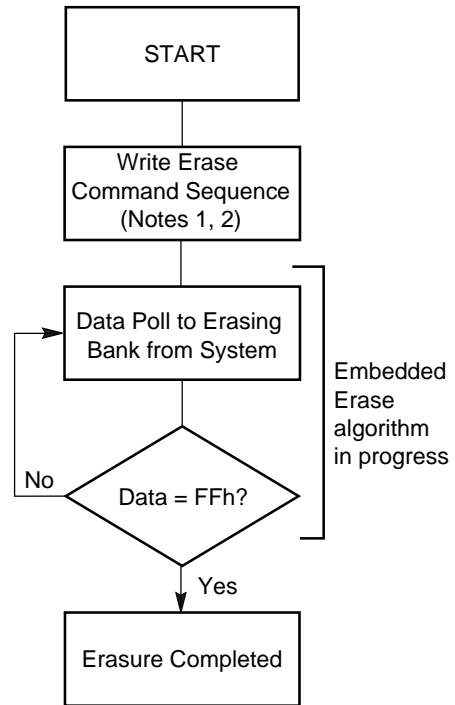 START
Write Erase
Command Sequence
(Notes 1, 2)
Data Poll to Erasing
Bank from System
Embedded
Erase
algorithm
in progress
No
Data = FFh?
Yes
Erasure Completed